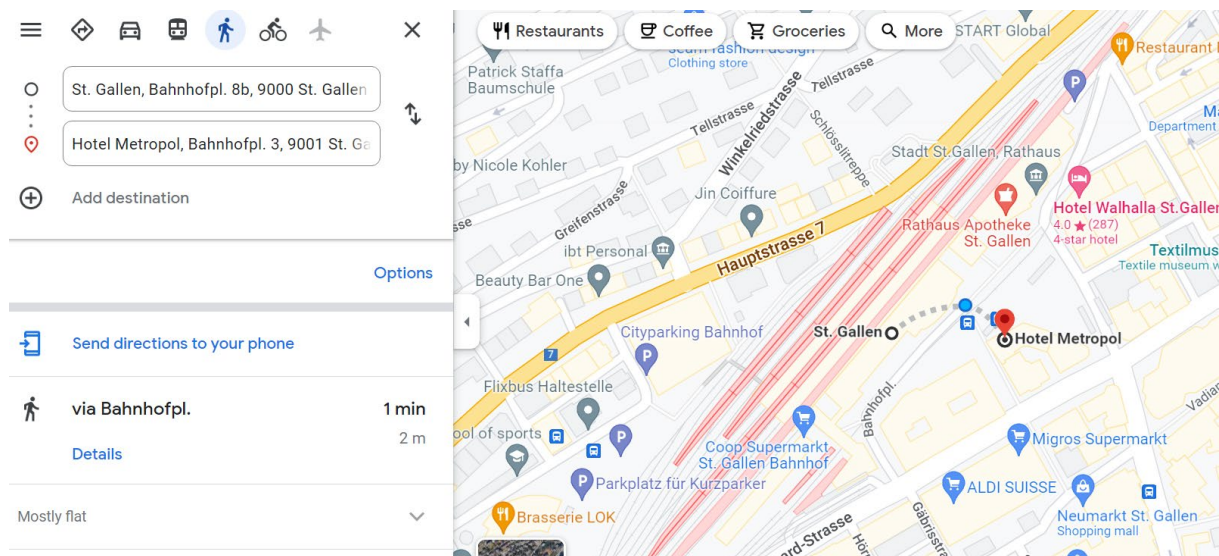 St. Gallen, Bahnhofpl. 8b, 9000 St. Gallen
Hotel Metropol, Bahnhofpl. 3, 9001 St. Ga
Add destination
Options
Send directions to your phone
via Bahnhofpl.
1 min
2 m
Details
Mostly flat
Restaurants
Coffee
Groceries
More
START Global
Restaurant
Clothing store
Patrick Staffa
Baumschule
Tellstrasse
Tellstrasse
Winkelriedstrasse
Schlösslitreppe
Department
by Nicole Kohler
Stadt St.Gallen, Rathaus
Jin Coiffure
Greifenstrasse
Rathaus Apotheke
St. Gallen
Hotel Walhalla St.Gallen
4.0 ★ (287)
4-star hotel
ibt Personal
Hauptstrasse 7
Textilmus
Textile museum w
Beauty Bar One
Cityparking Bahnhof
St. Gallen
Hotel Metropol
7
Flixbus Haltestelle
Bahnhofpl.
Vadian
ool of sports
Coop Supermarkt
St. Gallen Bahnhof
Migros Supermarkt
Parkplatz für Kurzparker
ALDI SUISSE
Brasserie LOK
Neumarkt St. Gallen
Shopping mall
P
P
P
P